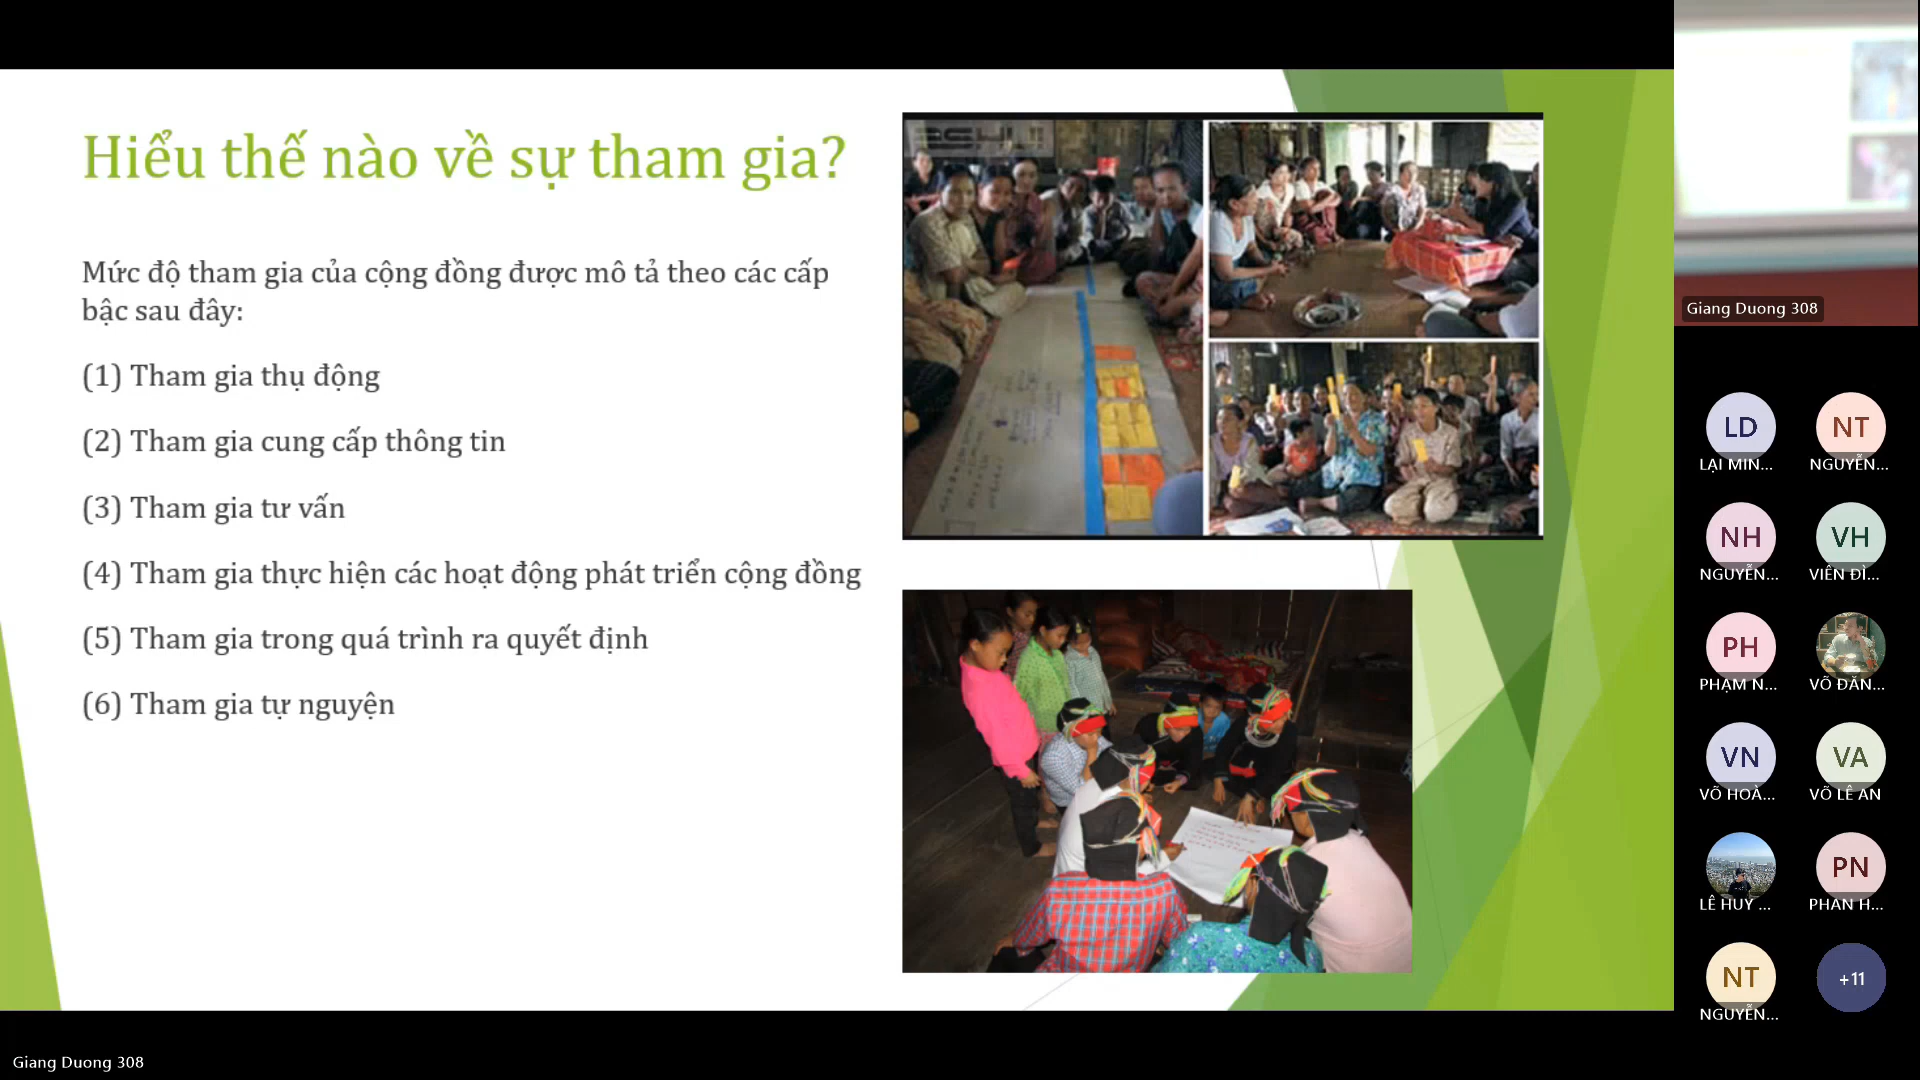 Hiểu thế nào về sự tham gia?
Mức độ tham gia của cộng đồng được mô tả theo các cấp
bậc sau đây:
(1) Tham gia thụ động
(2) Tham gia cung cấp thông tin
(3) Tham gia tư vấn
(4) Tham gia thực hiện các hoạt động phát triển cộng đồng
(5) Tham gia trong quá trình ra quyết định
(6) Tham gia tự nguyện
Giang Duong 308
Giang Duong 308
LD
LẠI MIN...
NT
NGUYỄN...
NH
NGUYỄN...
VH
VIÊN ĐÌ...
PH
PHẠM N...
VÕ ĐĂN...
VN
VÕ HOÀ...
VA
VÕ LÊ AN
LÊ HUY ...
PN
PHAN H...
NT
NGUYỄN...
+11